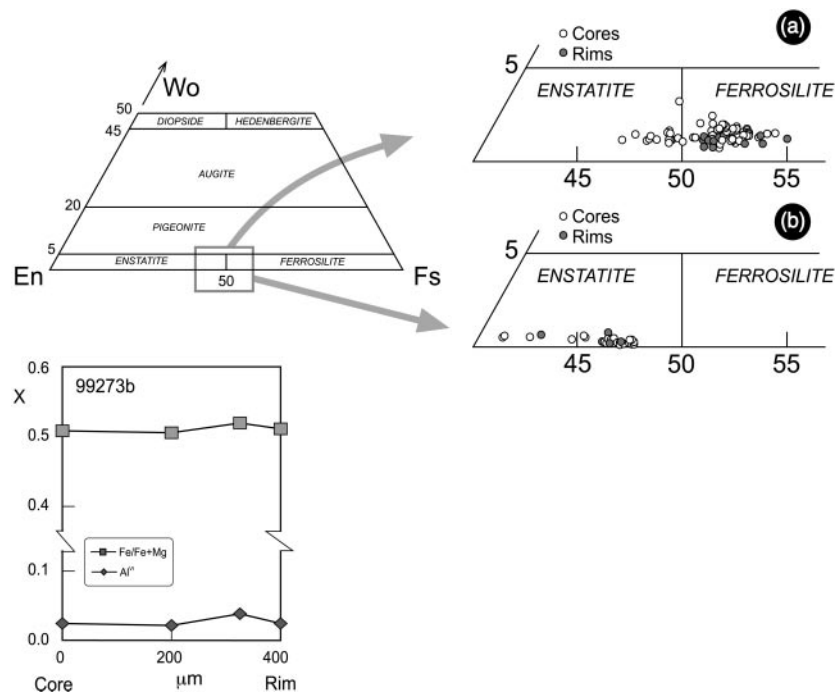 Wo
50
45
20
5
DIOPSIDE
HEDENBERGITE
AUGITE
PIGEONITE
ENSTATITE
FERROSILITE
En
50
Fs
(a)
○ Cores
● Rims
5
ENSTATITE
FERROSILITE
45
50
55
(b)
○ Cores
● Rims
5
ENSTATITE
FERROSILITE
45
50
55
0.6
X
99273b
0.5
0.4
Fe/Fe+Mg
Al^VI
0.1
0.0
0
200
400
Core
µm
Rim